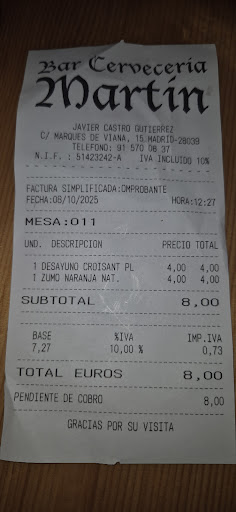 Bar Cerveceria
Martín
JAVIER CASTRO GUTIERREZ
C/ MARQUES DE VIANA, 15.MADRID-28039
TELEFONO: 91 570 08 37
N.I.F. : 51423242-A IVA INCLUIDO 10%
FACTURA SIMPLIFICADA:OMPROBANTE
FECHA:08/10/2025 HORA:12:27
MESA:011
UND. DESCRIPCION PRECIO TOTAL
1 DESAYUNO CROISANT PL 4,00 4,00
1 ZUMO NARANJA NAT. 4,00 4,00
SUBTOTAL 8,00
BASE %IVA IMP.IVA
7,27 10,00 % 0,73
TOTAL EUROS 8,00
PENDIENTE DE COBRO 8,00
GRACIAS POR SU VISITA